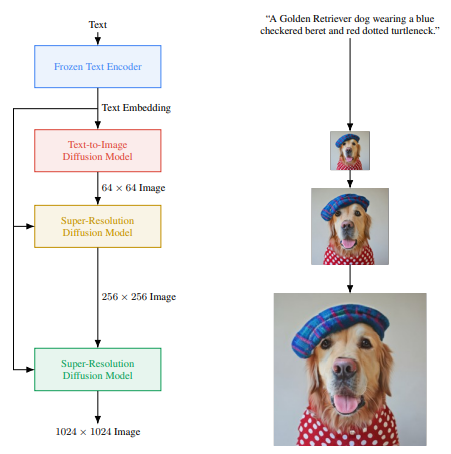 Text
Frozen Text Encoder
Text Embedding
Text-to-Image
Diffusion Model
64 × 64 Image
Super-Resolution
Diffusion Model
256 × 256 Image
Super-Resolution
Diffusion Model
1024 × 1024 Image
“A Golden Retriever dog wearing a blue
checkered beret and red dotted turtleneck.”